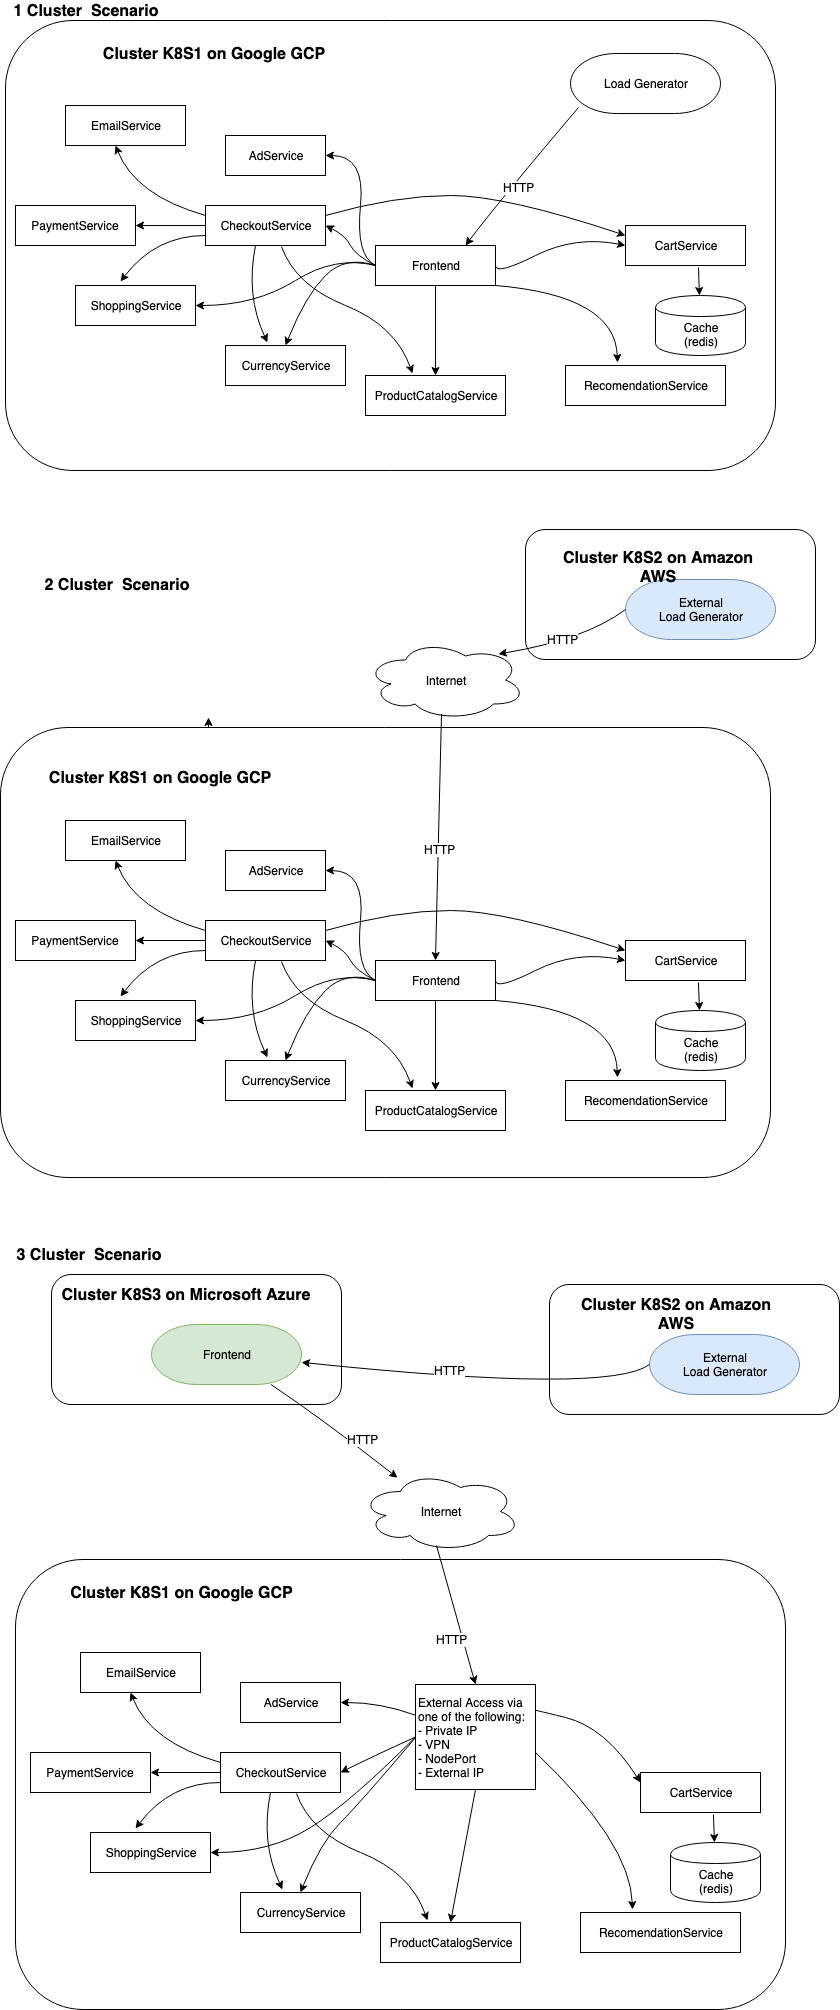 1 Cluster  Scenario
Cluster K8S1 on Google GCP
Load Generator
EmailService
AdService
HTTP
PaymentService
CheckoutService
CartService
Frontend
ShoppingService
Cache
(redis)
CurrencyService
ProductCatalogService
RecomendationService
2 Cluster  Scenario
Cluster K8S2 on Amazon
AWS
External
Load Generator
HTTP
Internet
Cluster K8S1 on Google GCP
EmailService
HTTP
AdService
PaymentService
CheckoutService
CartService
Frontend
ShoppingService
Cache
(redis)
CurrencyService
ProductCatalogService
RecomendationService
3 Cluster  Scenario
Cluster K8S3 on Microsoft Azure
Cluster K8S2 on Amazon
AWS
Frontend
External
Load Generator
HTTP
HTTP
Internet
Cluster K8S1 on Google GCP
HTTP
EmailService
AdService
External Access via
one of the following:
- Private IP
- VPN
- NodePort
- External IP
PaymentService
CheckoutService
CartService
ShoppingService
Cache
(redis)
CurrencyService
ProductCatalogService
RecomendationService